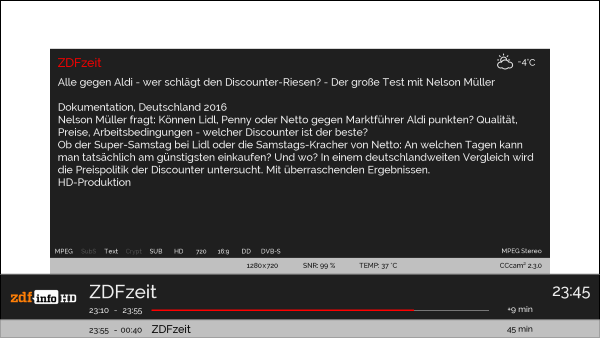 ZDFzeit
-4°C
Alle gegen Aldi - wer schlägt den Discounter-Riesen? - Der große Test mit Nelson Müller
Dokumentation, Deutschland 2016
Nelson Müller fragt: Können Lidl, Penny oder Netto gegen Marktführer Aldi punkten? Qualität,
Preise, Arbeitsbedingungen - welcher Discounter ist der beste?
Ob der Super-Samstag bei Lidl oder die Samstags-Kracher von Netto: An welchen Tagen kann
man tatsächlich am günstigsten einkaufen? Und wo? In einem deutschlandweiten Vergleich wird
die Preispolitik der Discounter untersucht. Mit überraschenden Ergebnissen.
HD-Produktion
MPEG SubS Text Crypt SUB HD 720 16:9 DD DVB-S MPEG Stereo
1280x720 SNR: 99 % TEMP: 37 °C CCcam² 2.3.0
zdf.info HD
ZDFzeit
23:45
23:10 - 23:55 +9 min
23:55 - 00:40 ZDFzeit 45 min